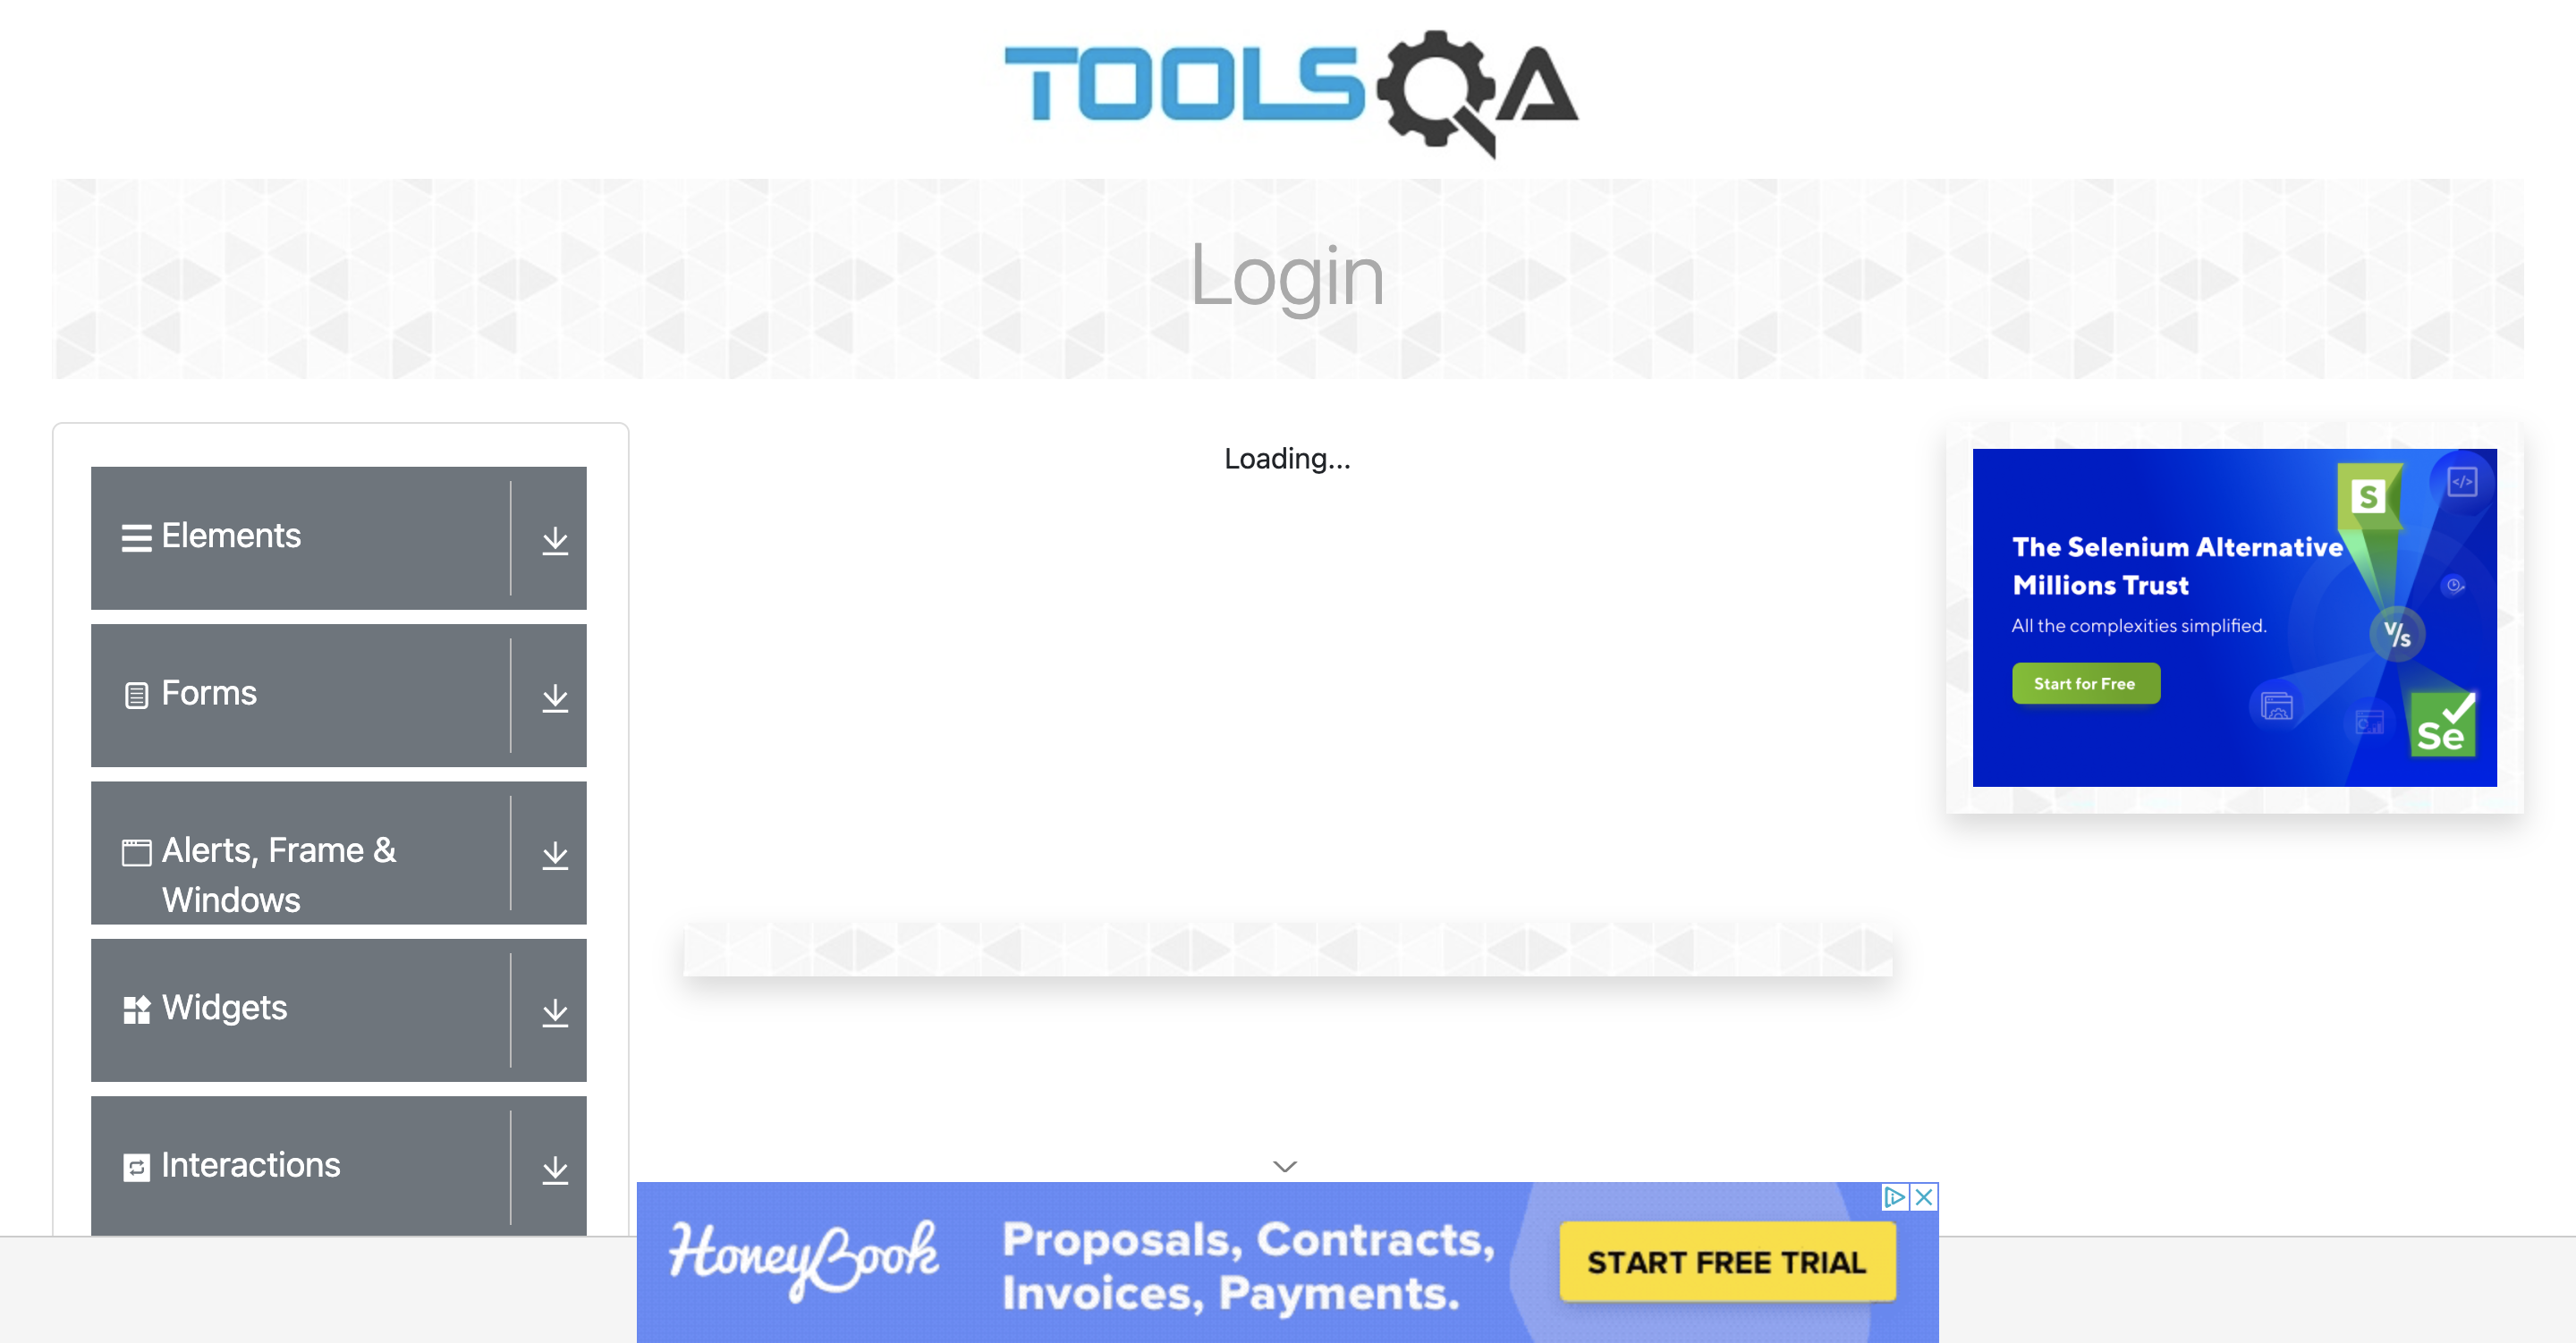 TOOLSQA
Login
Elements
Forms
Alerts, Frame &
Windows
Widgets
Interactions
Loading...
The Selenium Alternative
Millions Trust
All the complexities simplified.
Start for Free
S
</>
V/s
Se
HoneyBook
Proposals, Contracts,
Invoices, Payments.
START FREE TRIAL